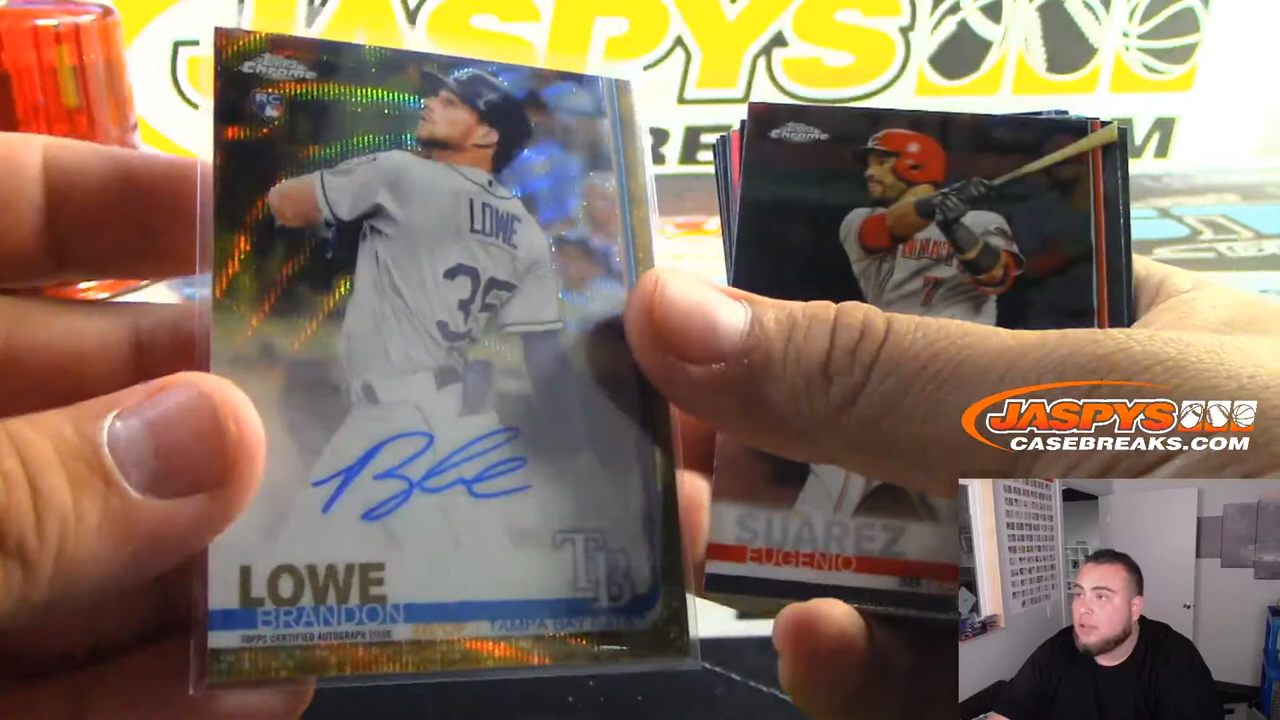 JASPYS
.COM
Topps Chrome
RC
LOWE
35
LOWE
BRANDON
TOPPS CERTIFIED AUTOGRAPH ISSUE
TAMPA BAY
TB
Topps Chrome
7
SUAREZ
EUGENIO
JASPYS
CASEBREAKS.COM